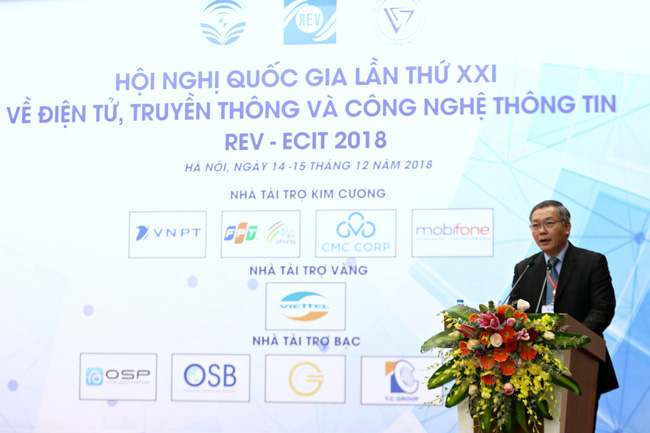 REV
HỘI NGHỊ QUỐC GIA LẦN THỨ XXI
VỀ ĐIỆN TỬ, TRUYỀN THÔNG VÀ CÔNG NGHỆ THÔNG TIN
REV - ECIT 2018
HÀ NỘI, NGÀY 14 -15 THÁNG 12 NĂM 2018
NHÀ TÀI TRỢ KIM CƯƠNG
VNPT
FPT
CMC CORP
mobifone
NHÀ TÀI TRỢ VÀNG
VIETTEL
NHÀ TÀI TRỢ BẠC
OSP
OSB
T.C GROUP